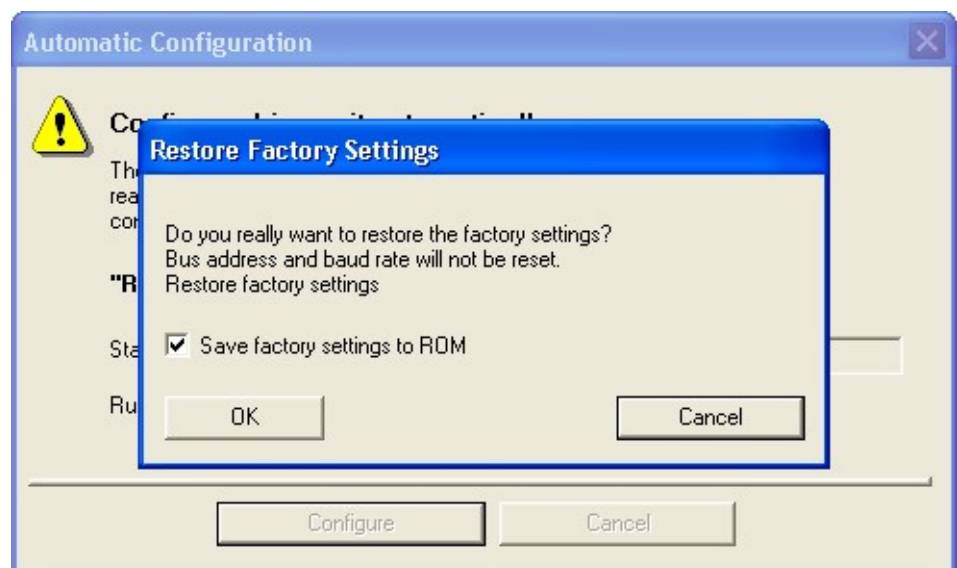 Automatic Configuration
Restore Factory Settings
Do you really want to restore the factory settings?
Bus address and baud rate will not be reset.
Restore factory settings
Save factory settings to ROM
OK
Cancel
Configure
Cancel